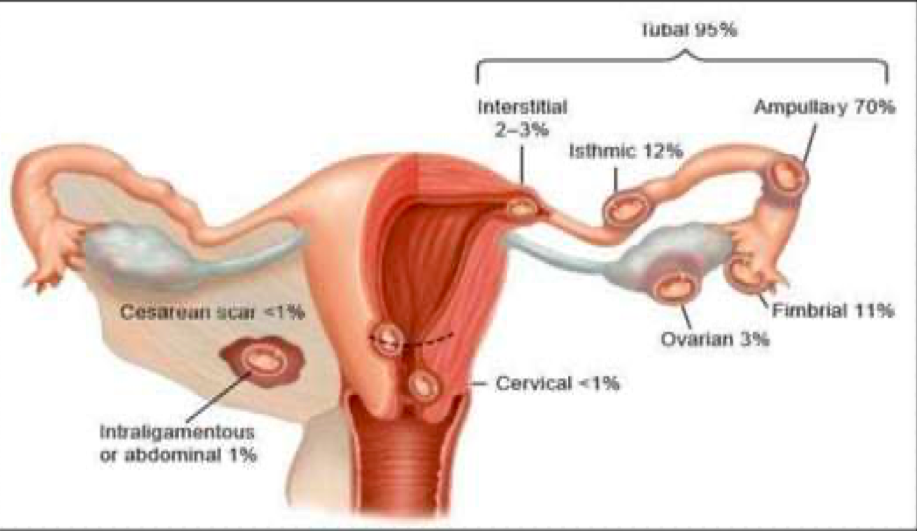 Tubal 95%
Interstitial
2–3%
Ampullary 70%
Isthmic 12%
Cesarean scar <1%
Fimbrial 11%
Ovarian 3%
Cervical <1%
Intraligamentous
or abdominal 1%